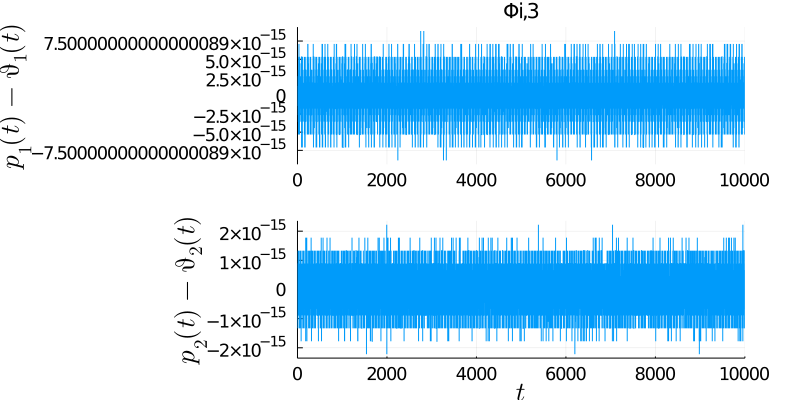 Φi,3
p₁(t) − ϑ₁(t)
7.500000000000000089×10⁻¹⁵
5.0×10⁻¹⁵
2.5×10⁻¹⁵
0
−2.5×10⁻¹⁵
−5.0×10⁻¹⁵
−7.500000000000000089×10⁻¹⁵
0 2000 4000 6000 8000 10000
p₂(t) − ϑ₂(t)
2×10⁻¹⁵
1×10⁻¹⁵
0
−1×10⁻¹⁵
−2×10⁻¹⁵
0 2000 4000 6000 8000 10000
t